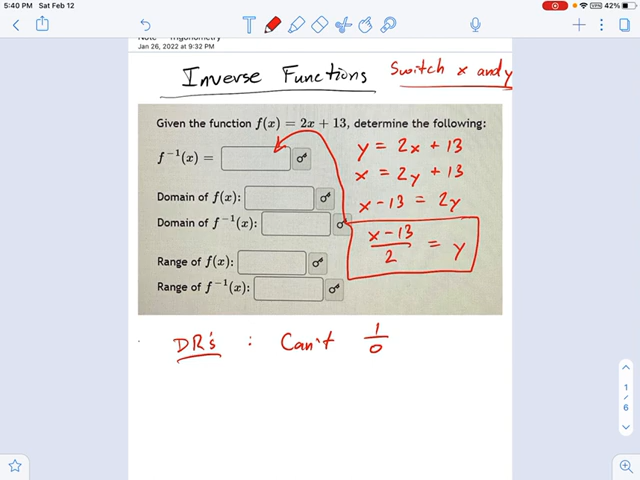 5:40 PM Sat Feb 12
42%
Note Trigonometry
Jan 26, 2022 at 9:32 PM
Inverse Functions
Switch x and y
Given the function f(x) = 2x + 13, determine the following:
f⁻¹(x) =
Domain of f(x):
Domain of f⁻¹(x):
Range of f(x):
Range of f⁻¹(x):
y = 2x + 13
x = 2y + 13
x - 13 = 2y
x - 13
2
= y
DR's : Can't 1/0
1
/
6